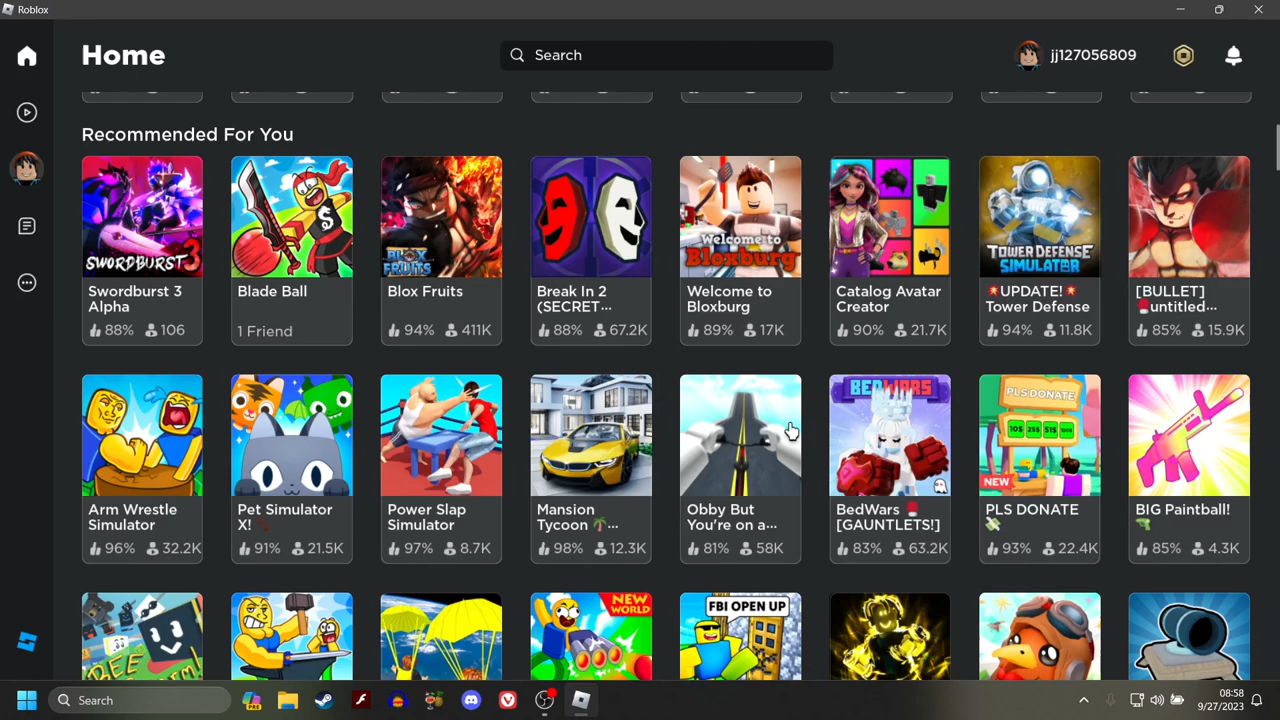 Roblox
Home
Search
jj127056809
Recommended For You
SWORDBURST 3
BLOX FRUITS
Welcome to Bloxburg
TOWER DEFENSE SIMULATOR
Swordburst 3 Alpha
88% 106
Blade Ball
1 Friend
Blox Fruits
94% 411K
Break In 2 (SECRET...
88% 67.2K
Welcome to Bloxburg
89% 17K
Catalog Avatar Creator
90% 21.7K
💥UPDATE!💥 Tower Defense
94% 11.8K
[BULLET] 🥊untitled...
85% 15.9K
BEDWARS
PLS DONATE
10$ 25$ 51$ 100$
NEW
Arm Wrestle Simulator
96% 32.2K
Pet Simulator X!
91% 21.5K
Power Slap Simulator
97% 8.7K
Mansion Tycoon 🌴...
98% 12.3K
Obby But You're on a...
81% 58K
BedWars 🥊 [GAUNTLETS!]
83% 63.2K
PLS DONATE 💸
93% 22.4K
BIG Paintball! 🔫
85% 4.3K
BEE
NEW WORLD
FBI OPEN UP
Search
PRE
08:58
9/27/2023